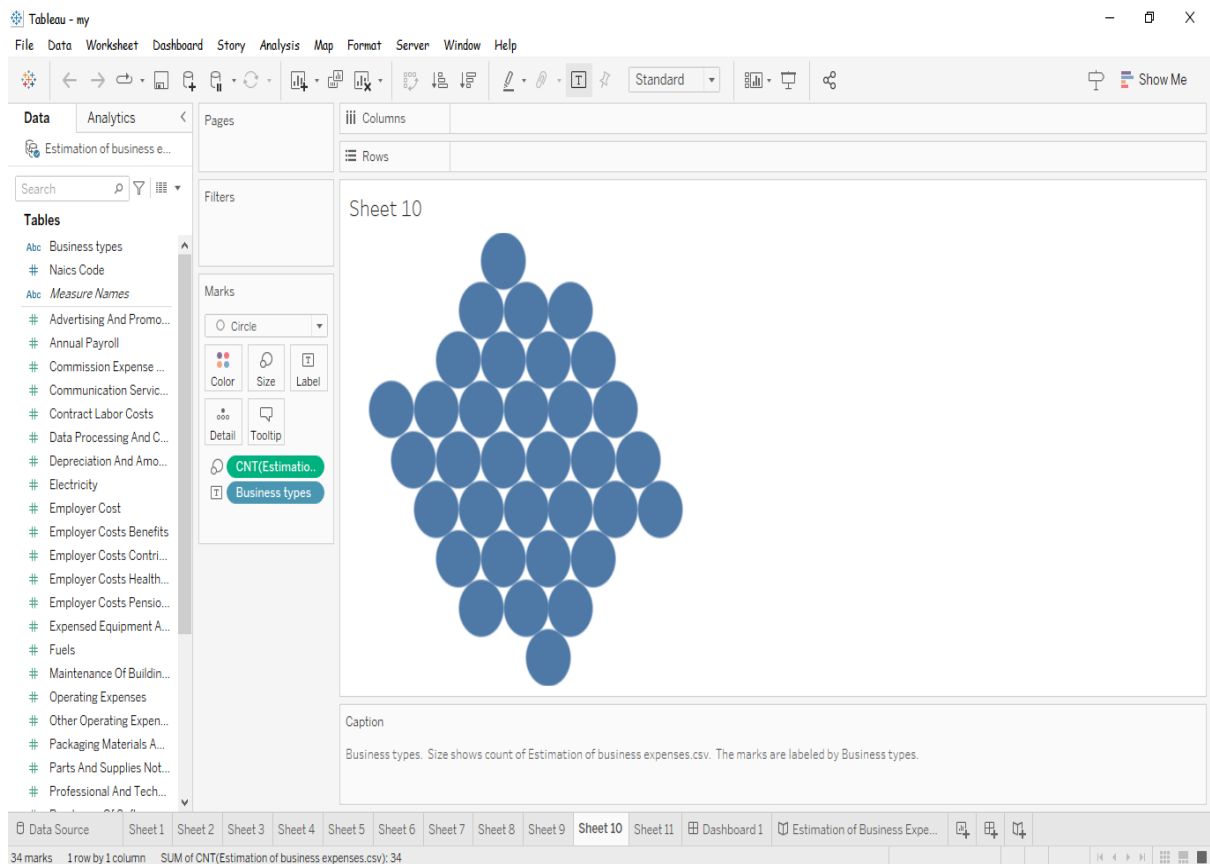 Tableau - my
File Data Worksheet Dashboard Story Analysis Map Format Server Window Help
Standard
Show Me
Data Analytics
Estimation of business e...
Search
Tables
Abc Business types
# Naics Code
Abc Measure Names
# Advertising And Promo...
# Annual Payroll
# Commission Expense ...
# Communication Servic...
# Contract Labor Costs
# Data Processing And C...
# Depreciation And Amo...
# Electricity
# Employer Cost
# Employer Costs Benefits
# Employer Costs Contri...
# Employer Costs Health...
# Employer Costs Pensio...
# Expensed Equipment A...
# Fuels
# Maintenance Of Buildin...
# Operating Expenses
# Other Operating Expen...
# Packaging Materials A...
# Parts And Supplies Not...
# Professional And Tech...
Pages
Filters
Marks
Circle
Color Size Label
Detail Tooltip
CNT(Estimatio..
Business types
Columns
Rows
Sheet 10
Caption
Business types. Size shows count of Estimation of business expenses.csv. The marks are labeled by Business types.
Data Source Sheet 1 Sheet 2 Sheet 3 Sheet 4 Sheet 5 Sheet 6 Sheet 7 Sheet 8 Sheet 9 Sheet 10 Sheet 11 Dashboard 1 Estimation of Business Expe...
34 marks 1 row by 1 column SUM of CNT(Estimation of business expenses.csv): 34